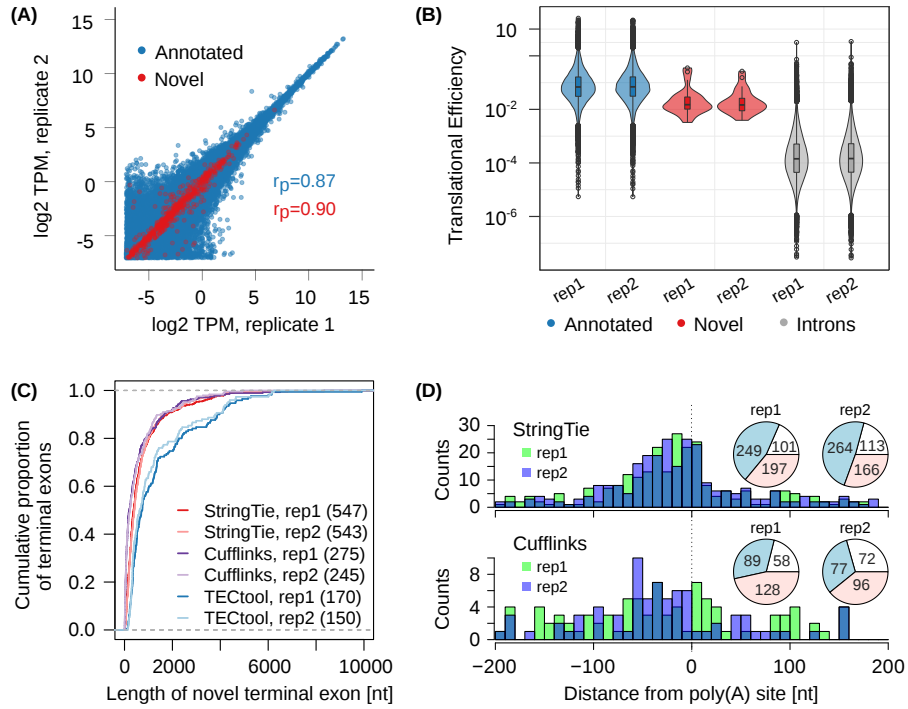 (A)
15
10
5
0
-5
log2 TPM, replicate 2
Annotated
Novel
rp=0.87
rp=0.90
-5 0 5 10 15
log2 TPM, replicate 1
(B)
Translational Efficiency
10
10-2
10-4
10-6
rep1 rep2 rep1 rep2 rep1 rep2
Annotated Novel Introns
(C)
Cumulative proportion
of terminal exons
1.0
0.8
0.6
0.4
0.2
0.0
StringTie, rep1 (547)
StringTie, rep2 (543)
Cufflinks, rep1 (275)
Cufflinks, rep2 (245)
TECtool, rep1 (170)
TECtool, rep2 (150)
0 2000 6000 10000
Length of novel terminal exon [nt]
(D)
Counts
30
20
10
0
StringTie
rep1
rep2
rep1
249 101
197
rep2
264 113
166
Counts
8
4
0
Cufflinks
rep1
rep2
rep1
89 58
128
rep2
77 72
96
−200 −100 0 100 200
Distance from poly(A) site [nt]